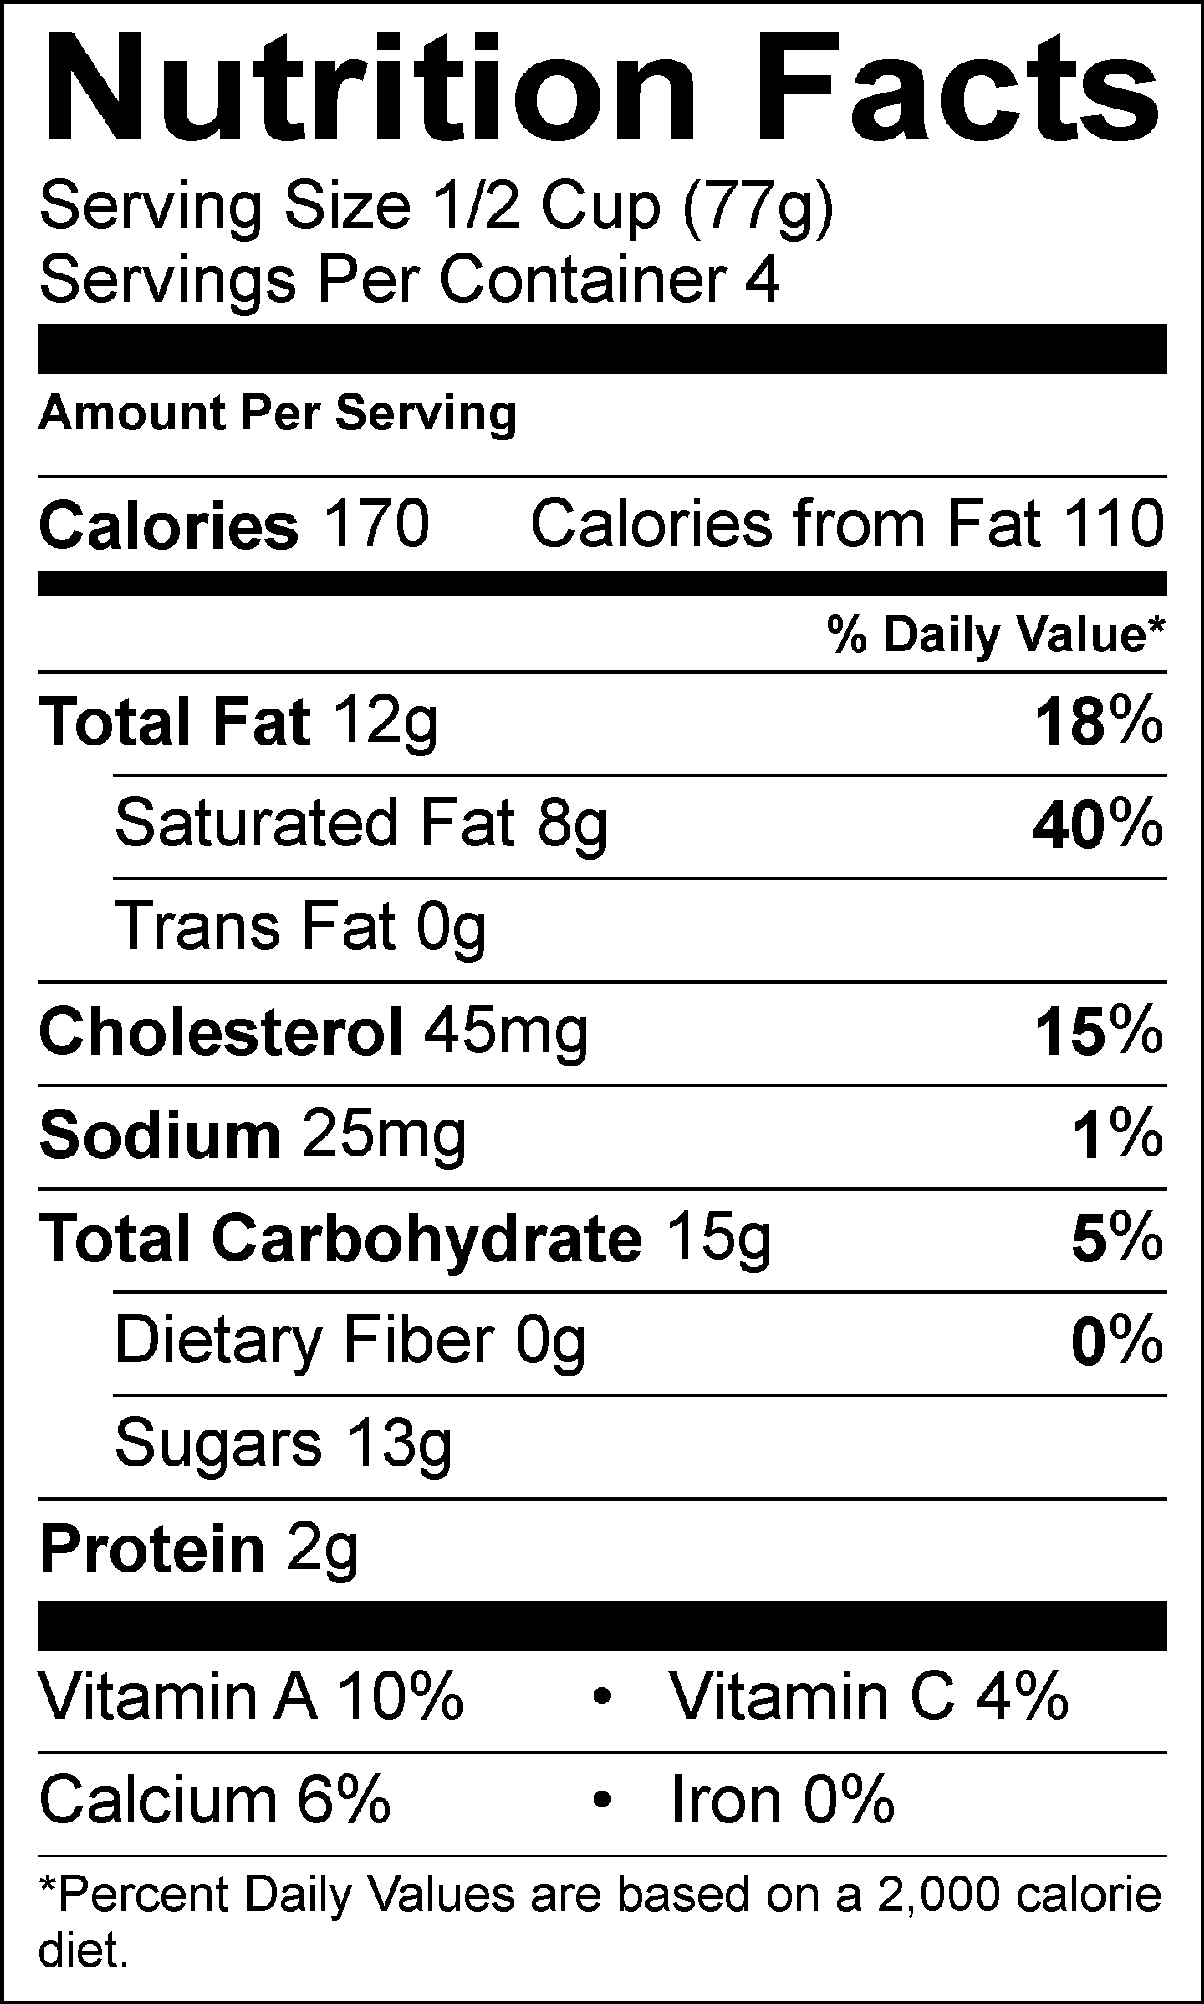 Nutrition Facts
Serving Size 1/2 Cup (77g)
Servings Per Container 4
Amount Per Serving
Calories 170 Calories from Fat 110
% Daily Value*
Total Fat 12g 18%
Saturated Fat 8g 40%
Trans Fat 0g
Cholesterol 45mg 15%
Sodium 25mg 1%
Total Carbohydrate 15g 5%
Dietary Fiber 0g 0%
Sugars 13g
Protein 2g
Vitamin A 10% • Vitamin C 4%
Calcium 6% • Iron 0%
*Percent Daily Values are based on a 2,000 calorie
diet.